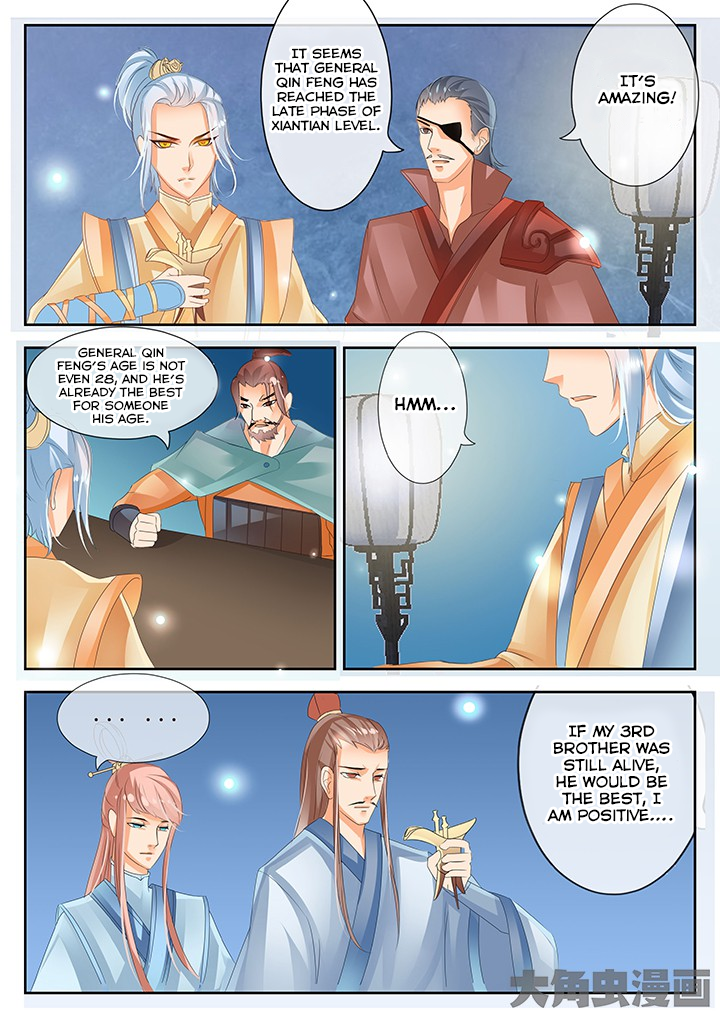 IT SEEMS
THAT GENERAL
QIN FENG HAS
REACHED THE
LATE PHASE OF
XIANTIAN LEVEL.
IT'S
AMAZING!
GENERAL QIN
FENG'S AGE IS NOT
EVEN 28, AND HE'S
ALREADY THE BEST
FOR SOMEONE
HIS AGE.
HMM...
... ...
IF MY 3RD
BROTHER WAS
STILL ALIVE,
HE WOULD BE
THE BEST, I
AM POSITIVE....
大角虫漫画